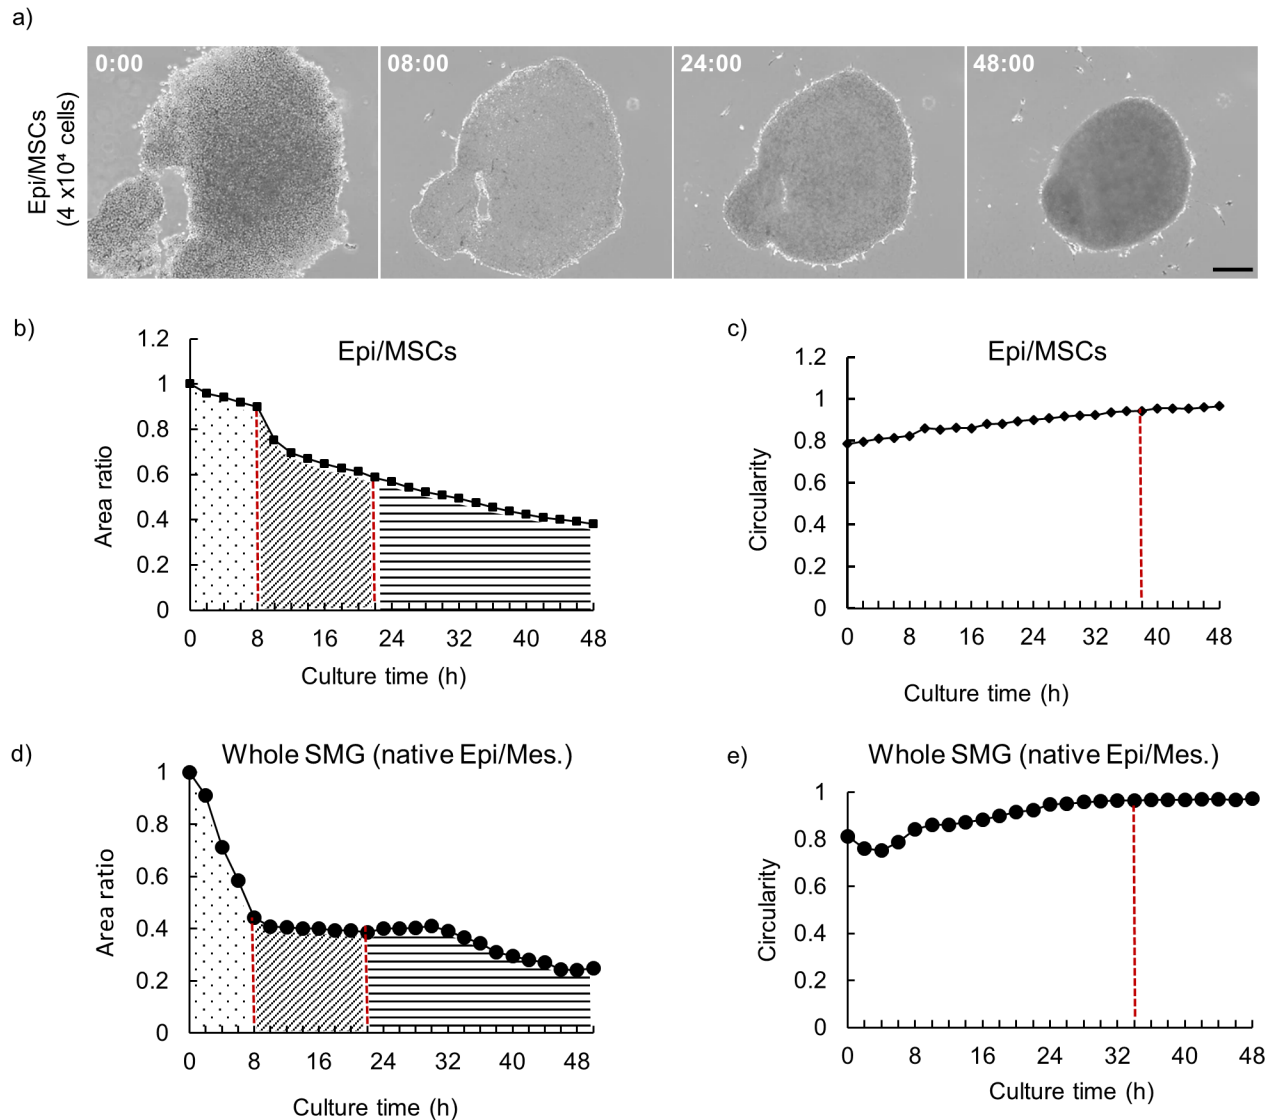 a)
0:00
08:00
24:00
48:00
Epi/MSCs
(4 x10⁴ cells)
b)
Epi/MSCs
1.2
1
0.8
0.6
0.4
0.2
0
Area ratio
0 8 16 24 32 40 48
Culture time (h)
c)
Epi/MSCs
1.2
1
0.8
0.6
0.4
0.2
0
Circularity
0 8 16 24 32 40 48
Culture time (h)
d)
Whole SMG (native Epi/Mes.)
1
0.8
0.6
0.4
0.2
0
Area ratio
0 8 16 24 32 40 48
Culture time (h)
e)
Whole SMG (native Epi/Mes.)
1
0.8
0.6
0.4
0.2
0
Circularity
0 8 16 24 32 40 48
Culture time (h)